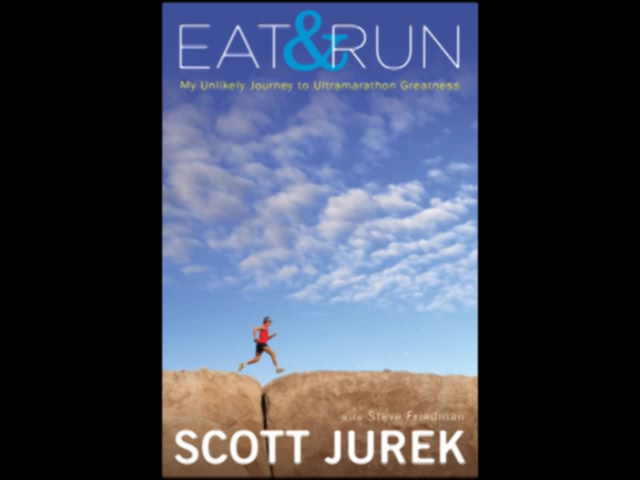 EAT&RUN
My Unlikely Journey to Ultramarathon Greatness
with Steve Friedman
SCOTT JUREK